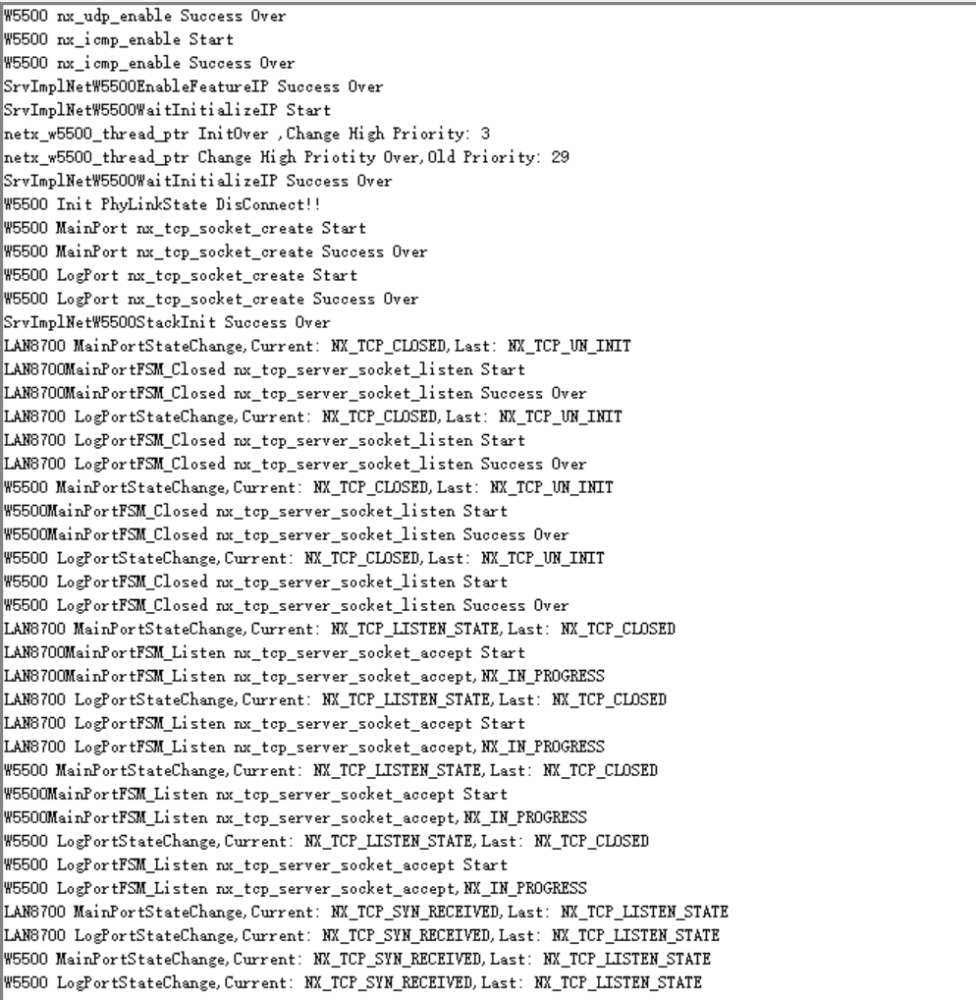 W5500 nx_udp_enable Success Over
W5500 nx_icmp_enable Start
W5500 nx_icmp_enable Success Over
SrvImplNetW5500EnableFeatureIP Success Over
SrvImplNetW5500WaitInitializeIP Start
netx_w5500_thread_ptr InitOver ,Change High Priority: 3
netx_w5500_thread_ptr Change High Priotity Over,Old Priority: 29
SrvImplNetW5500WaitInitializeIP Success Over
W5500 Init PhyLinkState DisConnect!!
W5500 MainPort nx_tcp_socket_create Start
W5500 MainPort nx_tcp_socket_create Success Over
W5500 LogPort nx_tcp_socket_create Start
W5500 LogPort nx_tcp_socket_create Success Over
SrvImplNetW5500StackInit Success Over
LAN8700 MainPortStateChange,Current: NX_TCP_CLOSED,Last: NX_TCP_UN_INIT
LAN8700MainPortFSM_Closed nx_tcp_server_socket_listen Start
LAN8700MainPortFSM_Closed nx_tcp_server_socket_listen Success Over
LAN8700 LogPortStateChange,Current: NX_TCP_CLOSED,Last: NX_TCP_UN_INIT
LAN8700 LogPortFSM_Closed nx_tcp_server_socket_listen Start
LAN8700 LogPortFSM_Closed nx_tcp_server_socket_listen Success Over
W5500 MainPortStateChange,Current: NX_TCP_CLOSED,Last: NX_TCP_UN_INIT
W5500MainPortFSM_Closed nx_tcp_server_socket_listen Start
W5500MainPortFSM_Closed nx_tcp_server_socket_listen Success Over
W5500 LogPortStateChange,Current: NX_TCP_CLOSED,Last: NX_TCP_UN_INIT
W5500 LogPortFSM_Closed nx_tcp_server_socket_listen Start
W5500 LogPortFSM_Closed nx_tcp_server_socket_listen Success Over
LAN8700 MainPortStateChange,Current: NX_TCP_LISTEN_STATE,Last: NX_TCP_CLOSED
LAN8700MainPortFSM_Listen nx_tcp_server_socket_accept Start
LAN8700MainPortFSM_Listen nx_tcp_server_socket_accept,NX_IN_PROGRESS
LAN8700 LogPortStateChange,Current: NX_TCP_LISTEN_STATE,Last: NX_TCP_CLOSED
LAN8700 LogPortFSM_Listen nx_tcp_server_socket_accept Start
LAN8700 LogPortFSM_Listen nx_tcp_server_socket_accept,NX_IN_PROGRESS
W5500 MainPortStateChange,Current: NX_TCP_LISTEN_STATE,Last: NX_TCP_CLOSED
W5500MainPortFSM_Listen nx_tcp_server_socket_accept Start
W5500MainPortFSM_Listen nx_tcp_server_socket_accept,NX_IN_PROGRESS
W5500 LogPortStateChange,Current: NX_TCP_LISTEN_STATE,Last: NX_TCP_CLOSED
W5500 LogPortFSM_Listen nx_tcp_server_socket_accept Start
W5500 LogPortFSM_Listen nx_tcp_server_socket_accept,NX_IN_PROGRESS
LAN8700 MainPortStateChange,Current: NX_TCP_SYN_RECEIVED,Last: NX_TCP_LISTEN_STATE
LAN8700 LogPortStateChange,Current: NX_TCP_SYN_RECEIVED,Last: NX_TCP_LISTEN_STATE
W5500 MainPortStateChange,Current: NX_TCP_SYN_RECEIVED,Last: NX_TCP_LISTEN_STATE
W5500 LogPortStateChange,Current: NX_TCP_SYN_RECEIVED,Last: NX_TCP_LISTEN_STATE